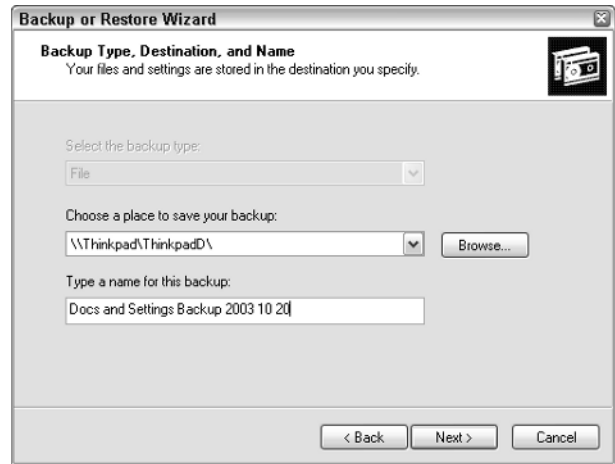 Backup or Restore Wizard
Backup Type, Destination, and Name
Your files and settings are stored in the destination you specify.
Select the backup type:
File
Choose a place to save your backup:
\\Thinkpad\ThinkpadD\
Browse...
Type a name for this backup:
Docs and Settings Backup 2003 10 20
< Back
Next >
Cancel